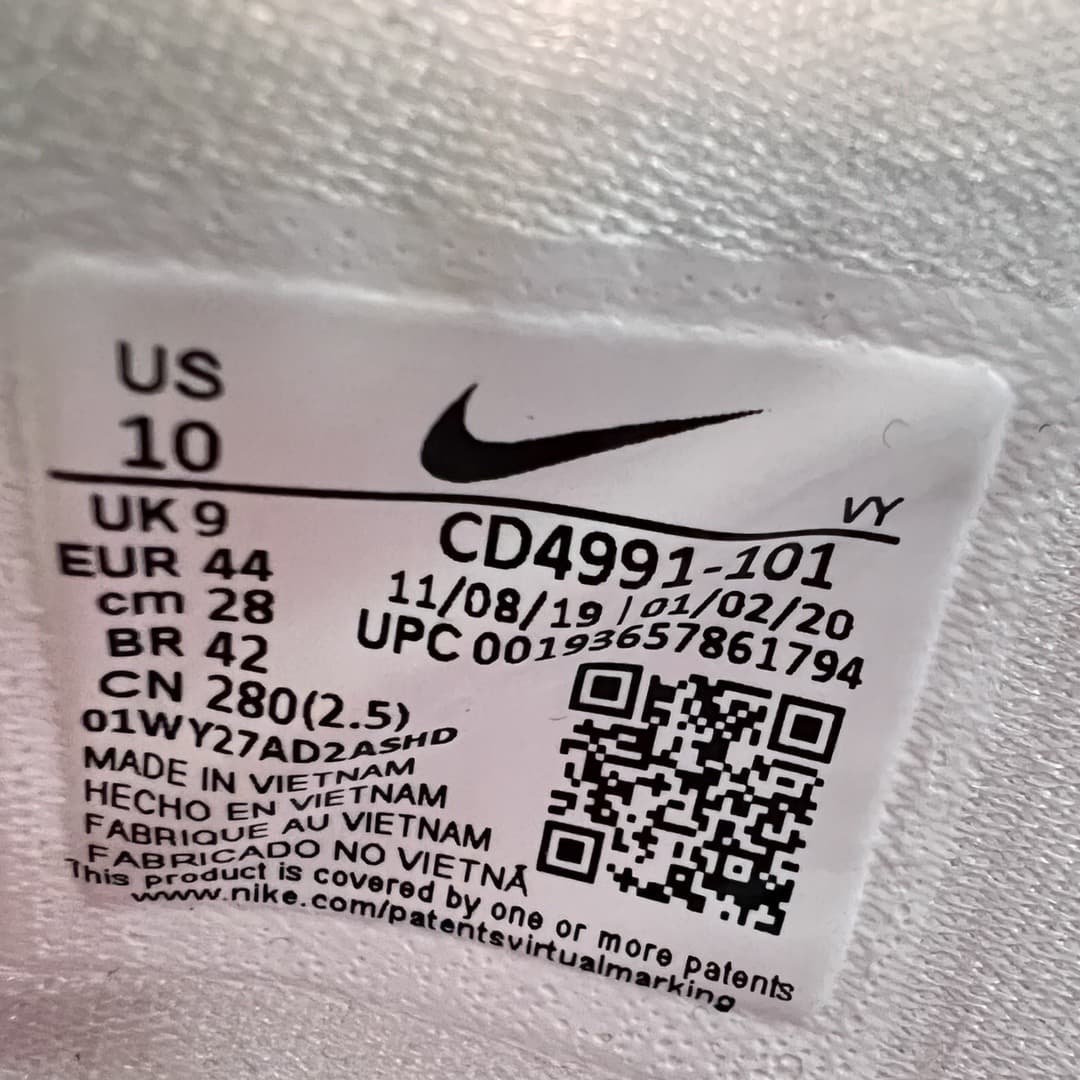 US
10
VY
UK 9
EUR 44
cm 28
BR 42
CN 280(2.5)
CD4991-101
11/08/19 / 01/02/20
UPC 00193657861794
01WY27AD2ASHD
MADE IN VIETNAM
HECHO EN VIETNAM
FABRIQUE AU VIETNAM
FABRICADO NO VIETNÃ
This product is covered by one or more patents
www.nike.com/patentsvirtualmarking